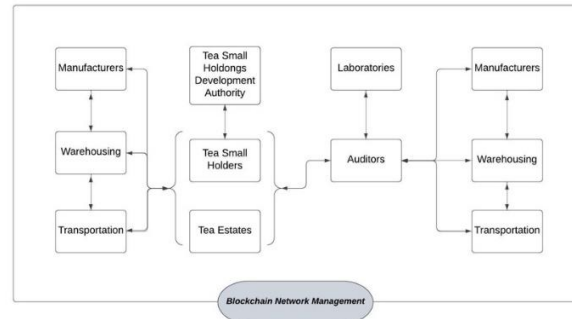 Manufacturers
Warehousing
Transportation
Tea Small
Holdongs
Development
Authority
Tea Small
Holders
Tea Estates
Laboratories
Auditors
Manufacturers
Warehousing
Transportation
Blockchain Network Management